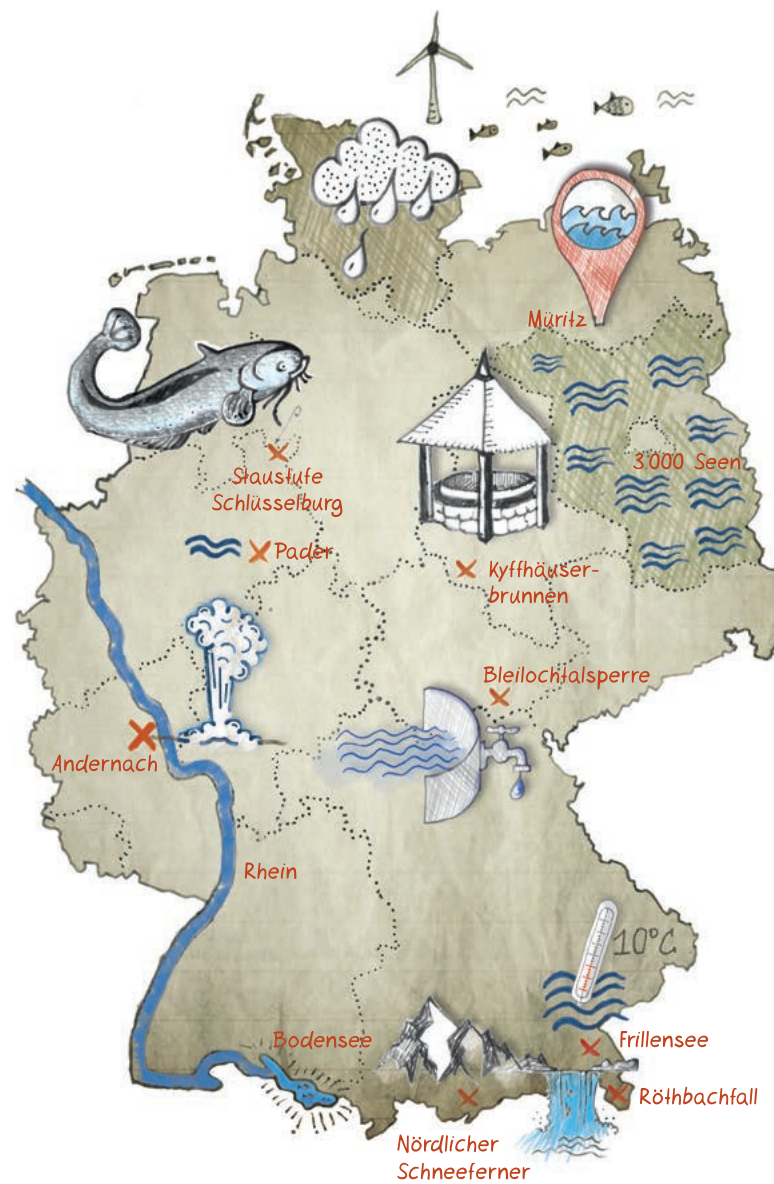 Müritz
3.000 Seen
Staustufe
Schlüsselburg
Pader
Kyffhäuser-
brunnen
Bleilochtalsperre
Andernach
Rhein
10°C
Bodensee
Frillensee
Röthbachfall
Nördlicher
Schneeferner